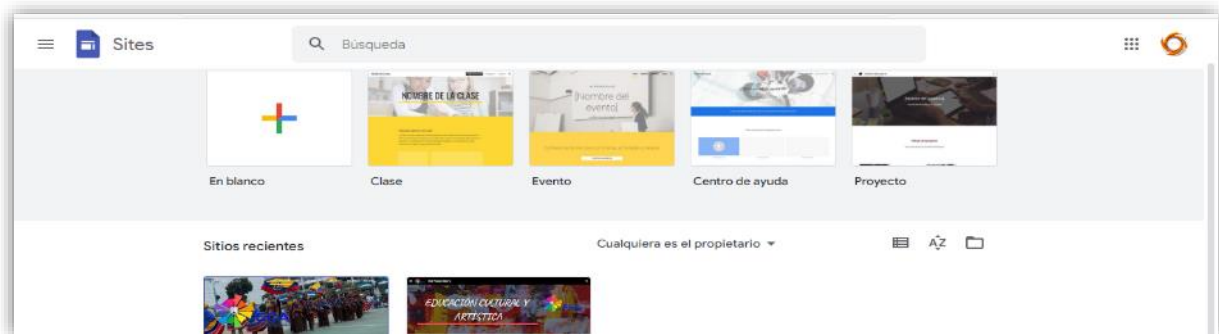 Sites
Búsqueda
NOMBRE DE LA CLASE
[Nombre del
evento]
En blanco
Clase
Evento
Centro de ayuda
Proyecto
Sitios recientes
Cualquiera es el propietario
AZ
EDUCACIÓN CULTURAL Y
ARTÍSTICA